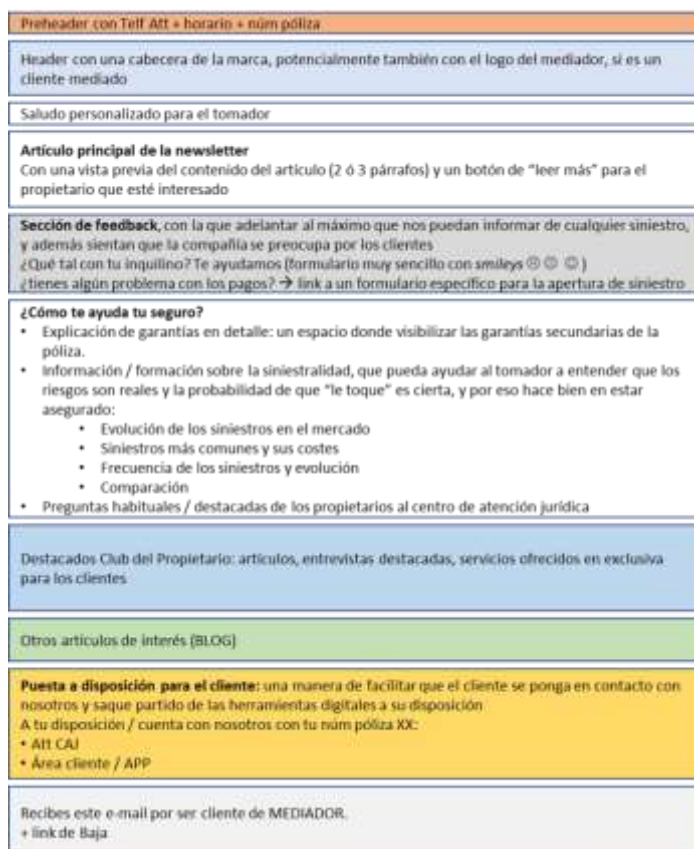 Preheader con Telf Att + horario + núm póliza
Header con una cabecera de la marca, potencialmente también con el logo del mediador, si es un
cliente mediado
Saludo personalizado para el tomador
Artículo principal de la newsletter
Con una vista previa del contenido del artículo (2 ó 3 párrafos) y un botón de “leer más” para el
propietario que esté interesado
Sección de feedback, con la que adelantar al máximo que nos puedan informar de cualquier siniestro,
y además sientan que la compañía se preocupa por los clientes
¿Qué tal con tu inquilino? Te ayudamos (formulario muy sencillo con smileys ☹ 😐 ☺)
¿tienes algún problema con los pagos? → link a un formulario específico para la apertura de siniestro
¿Cómo te ayuda tu seguro?
• Explicación de garantías en detalle: un espacio donde visibilizar las garantías secundarias de la
póliza.
• Información / formación sobre la siniestralidad, que pueda ayudar al tomador a entender que los
riesgos son reales y la probabilidad de que “le toque” es cierta, y por eso hace bien en estar
asegurado:
• Evolución de los siniestros en el mercado
• Siniestros más comunes y sus costes
• Frecuencia de los siniestros y evolución
• Comparación
• Preguntas habituales / destacadas de los propietarios al centro de atención jurídica
Destacados Club del Propietario: artículos, entrevistas destacadas, servicios ofrecidos en exclusiva
para los clientes
Otros artículos de interés (BLOG)
Puesta a disposición para el cliente: una manera de facilitar que el cliente se ponga en contacto con
nosotros y saque partido de las herramientas digitales a su disposición
A tu disposición / cuenta con nosotros con tu núm póliza XX:
• Att CAJ
• Área cliente / APP
Recibes este e-mail por ser cliente de MEDIADOR.
+ link de Baja